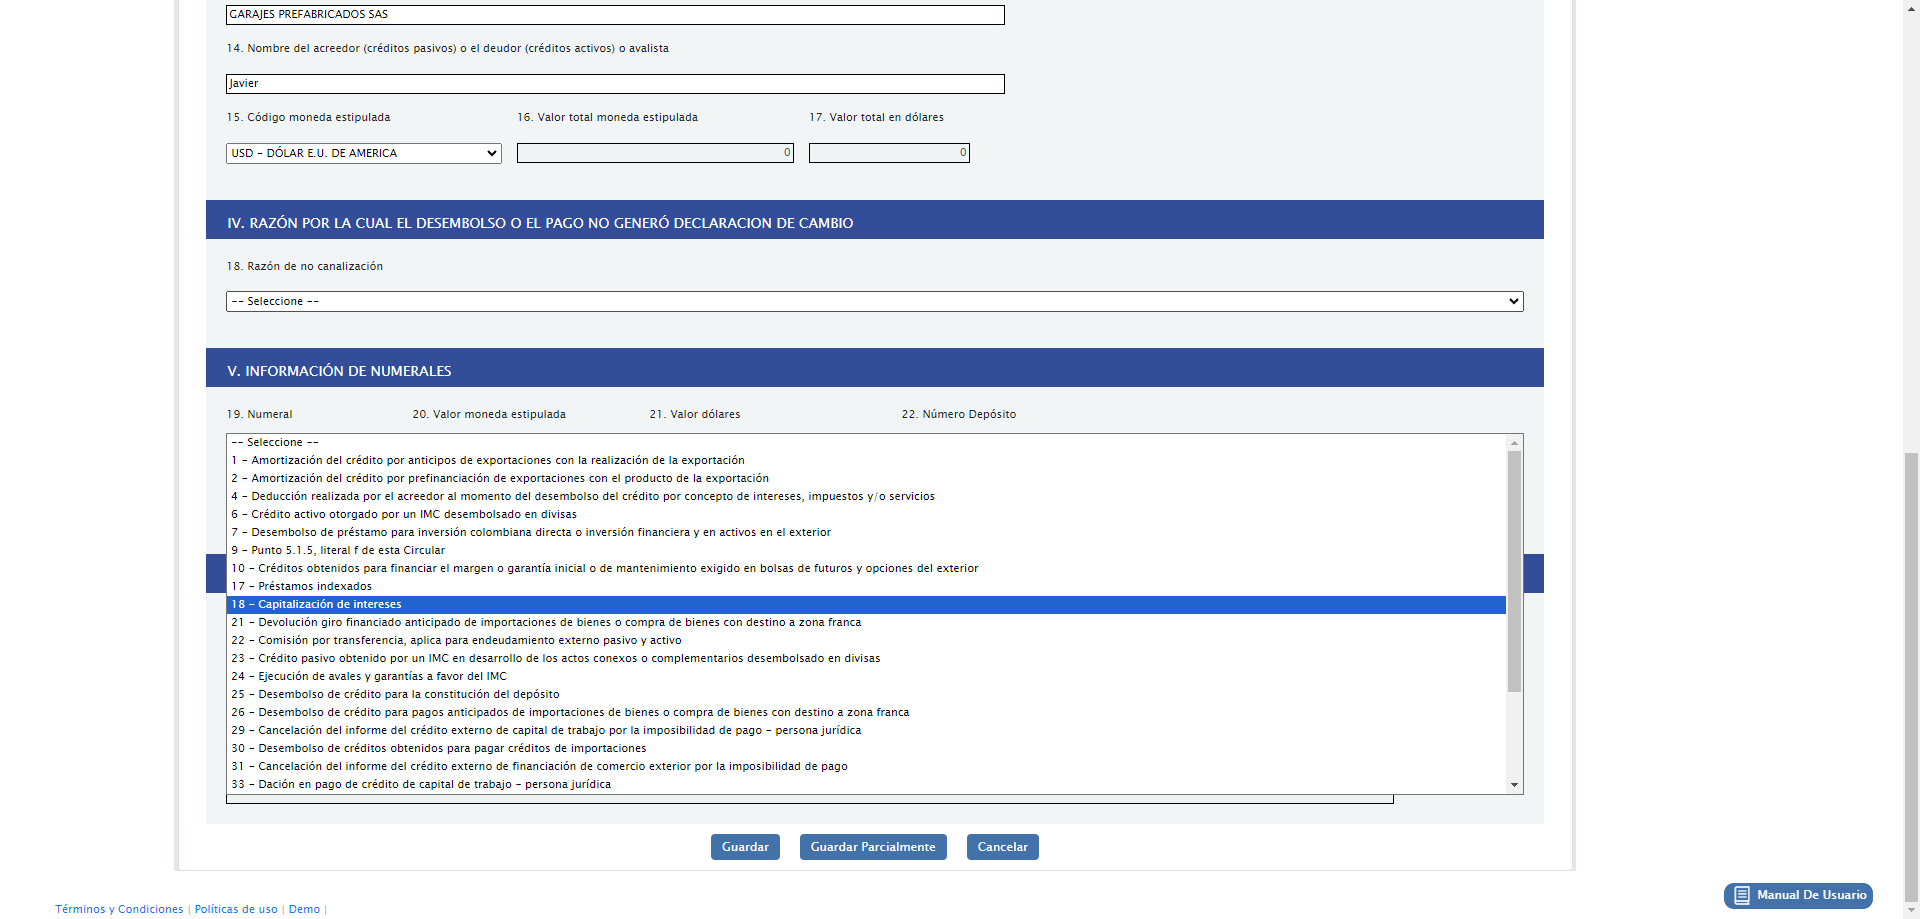 GARAJES PREFABRICADOS SAS
14. Nombre del acreedor (créditos pasivos) o el deudor (créditos activos) o avalista
Javier
15. Código moneda estipulada 16. Valor total moneda estipulada 17. Valor total en dólares
USD - DÓLAR E.U. DE AMERICA 0 0
IV. RAZÓN POR LA CUAL EL DESEMBOLSO O EL PAGO NO GENERÓ DECLARACION DE CAMBIO
18. Razón de no canalización
-- Seleccione --
V. INFORMACIÓN DE NUMERALES
19. Numeral 20. Valor moneda estipulada 21. Valor dólares 22. Número Depósito
-- Seleccione --
1 - Amortización del crédito por anticipos de exportaciones con la realización de la exportación
2 - Amortización del crédito por prefinanciación de exportaciones con el producto de la exportación
4 - Deducción realizada por el acreedor al momento del desembolso del crédito por concepto de intereses, impuestos y/o servicios
6 - Crédito activo otorgado por un IMC desembolsado en divisas
7 - Desembolso de préstamo para inversión colombiana directa o inversión financiera y en activos en el exterior
9 - Punto 5.1.5, literal f de esta Circular
10 - Créditos obtenidos para financiar el margen o garantía inicial o de mantenimiento exigido en bolsas de futuros y opciones del exterior
17 - Préstamos indexados
18 - Capitalización de intereses
21 - Devolución giro financiado anticipado de importaciones de bienes o compra de bienes con destino a zona franca
22 - Comisión por transferencia, aplica para endeudamiento externo pasivo y activo
23 - Crédito pasivo obtenido por un IMC en desarrollo de los actos conexos o complementarios desembolsado en divisas
24 - Ejecución de avales y garantías a favor del IMC
25 - Desembolso de crédito para la constitución del depósito
26 - Desembolso de crédito para pagos anticipados de importaciones de bienes o compra de bienes con destino a zona franca
29 - Cancelación del informe del crédito externo de capital de trabajo por la imposibilidad de pago - persona jurídica
30 - Desembolso de créditos obtenidos para pagar créditos de importaciones
31 - Cancelación del informe del crédito externo de financiación de comercio exterior por la imposibilidad de pago
33 - Dación en pago de crédito de capital de trabajo - persona jurídica
Guardar Guardar Parcialmente Cancelar
Manual De Usuario
Términos y Condiciones | Políticas de uso | Demo |